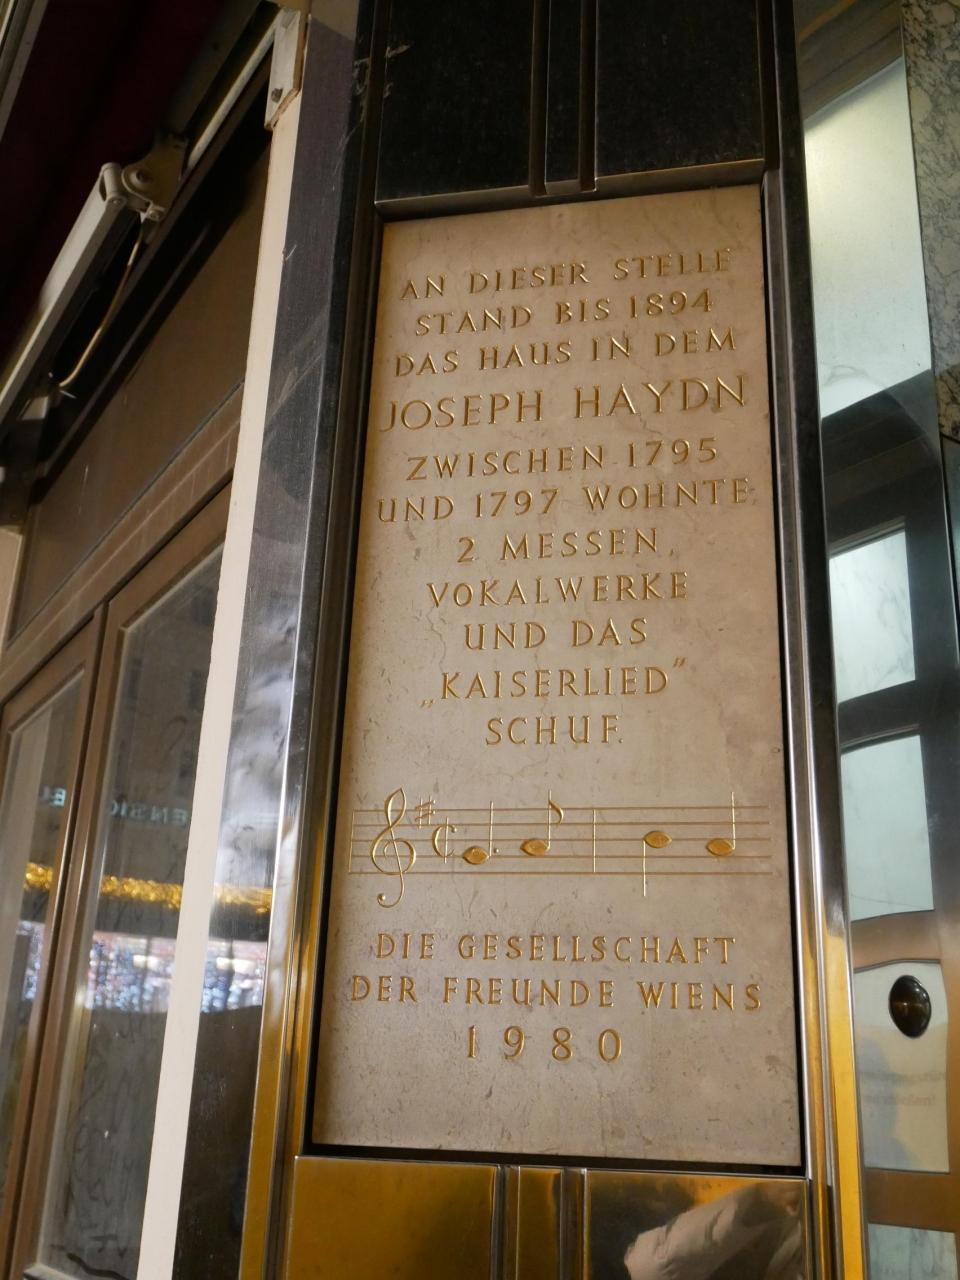 AN DIESER STELLE
STAND BIS 1894
DAS HAUS IN DEM
JOSEPH HAYDN
ZWISCHEN 1795
UND 1797 WOHNTE,
2 MESSEN,
VOKALWERKE
UND DAS
„KAISERLIED”
SCHUF.
DIE GESELLSCHAFT
DER FREUNDE WIENS
1980